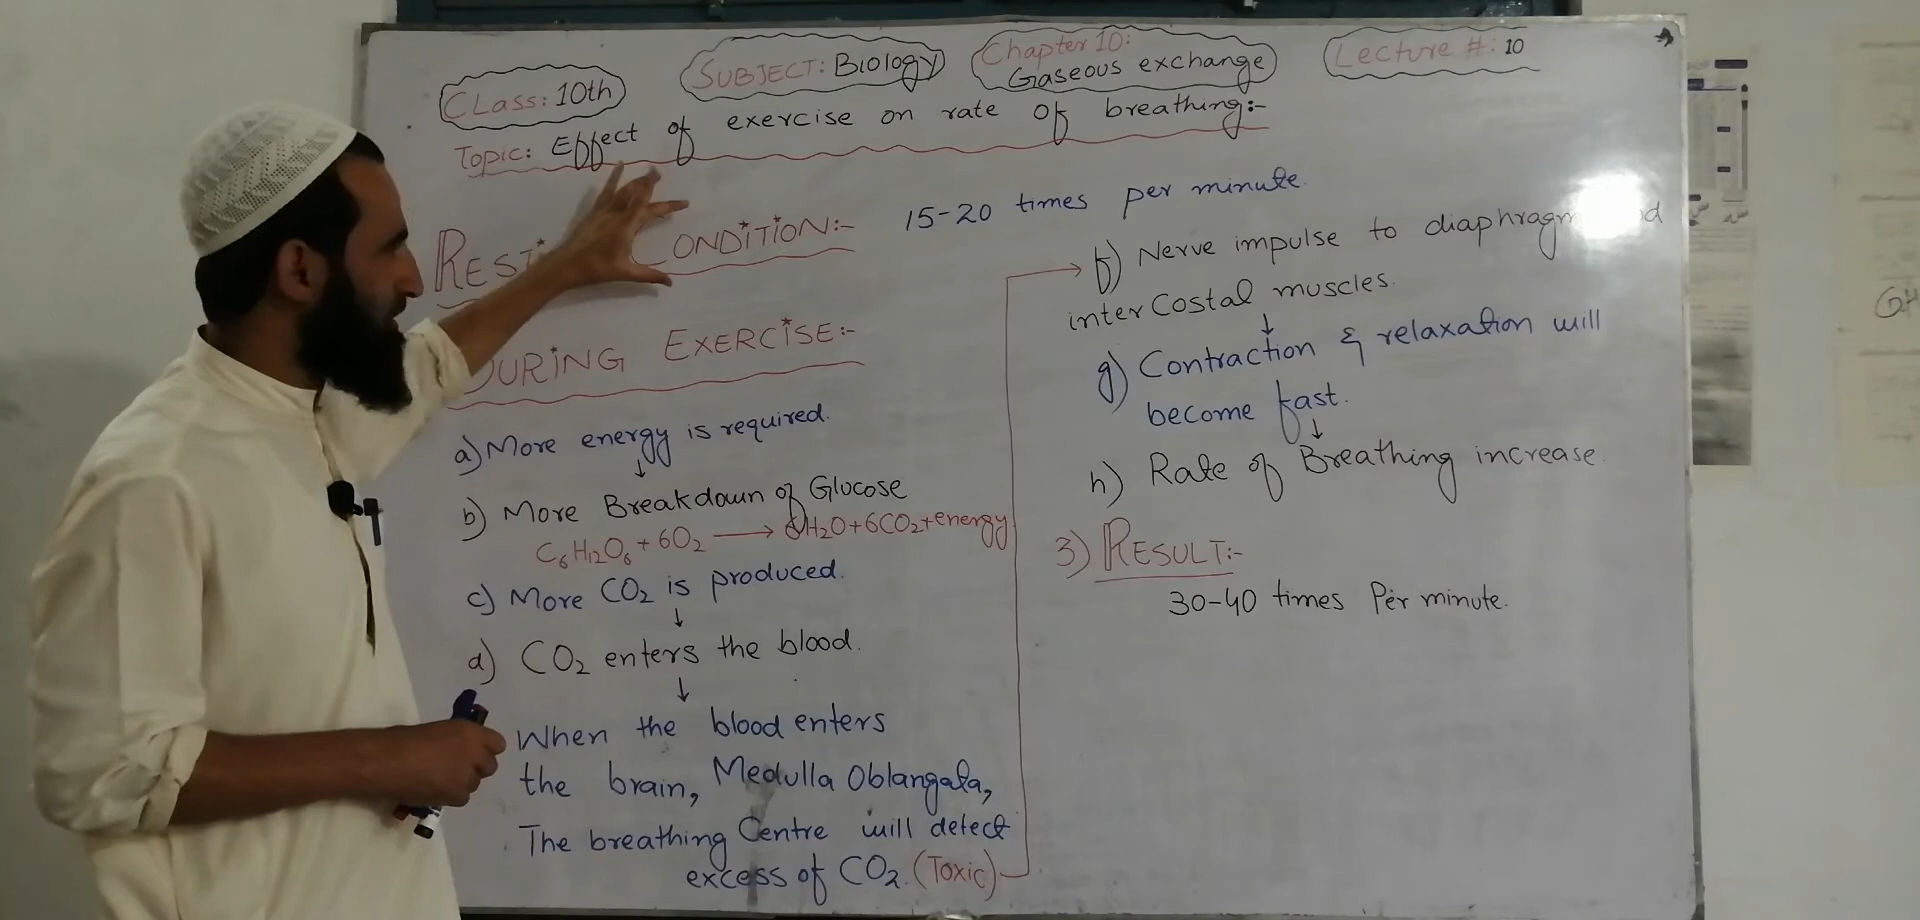 Class: 10th
SUBJECT: Biology
Chapter 10:
Gaseous exchange
Lecture #: 10
Topic: Effect of exercise on rate of breathing:-
CONDITION:- 15-20 times per minute.
DURING EXERCISE:-
a) More energy is required.
↓
b) More Breakdown of Glucose
C₆H₁₂O₆ + 6O₂ → 6H₂O + 6CO₂ + energy
c) More CO₂ is produced.
↓
d) CO₂ enters the blood.
↓
When the blood enters
the brain, Medulla Oblangata,
The breathing Centre will detect
excess of CO₂. (Toxic)
f) Nerve impulse to
inter Costal muscles.
↓
g) Contraction & relaxation will
become fast.
↓
h) Rate of Breathing increase.
3) RESULT:-
30-40 times Per minute.